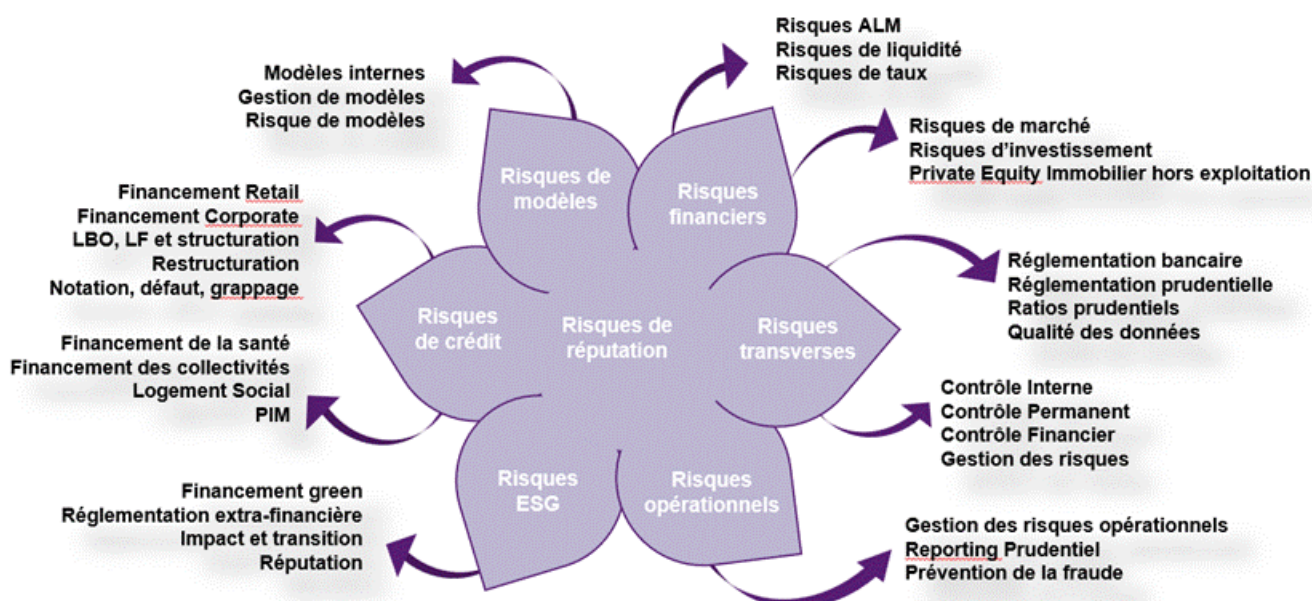 Risques ALM
Risques de liquidité
Risques de taux
Modèles internes
Gestion de modèles
Risque de modèles
Risques de marché
Risques d'investissement
Private Equity Immobilier hors exploitation
Risques de
modèles
Risques
financiers
Financement Retail
Financement Corporate
LBO, LF et structuration
Restructuration
Notation, défaut, grappage
Réglementation bancaire
Réglementation prudentielle
Ratios prudentiels
Qualité des données
Risques
de crédit
Risques de
réputation
Risques
transverses
Financement de la santé
Financement des collectivités
Logement Social
PIM
Contrôle Interne
Contrôle Permanent
Contrôle Financier
Gestion des risques
Risques
ESG
Risques
opérationnels
Financement green
Réglementation extra-financière
Impact et transition
Réputation
Gestion des risques opérationnels
Reporting Prudentiel
Prévention de la fraude